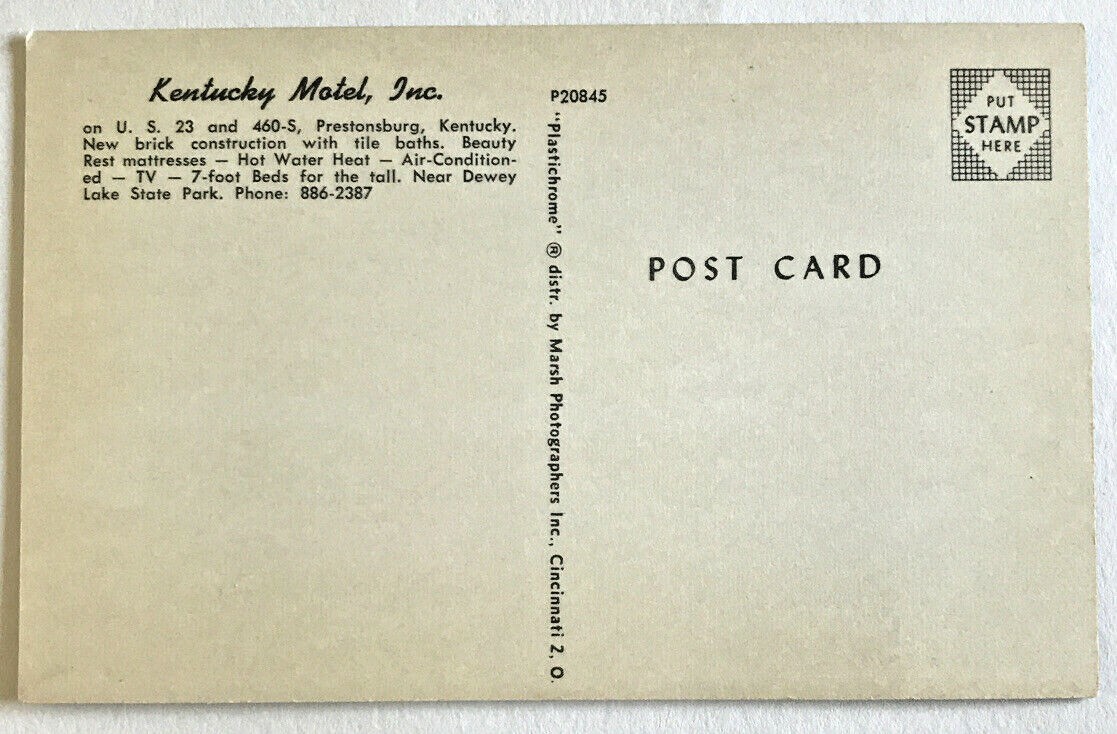 Kentucky Motel, Inc.
on U. S. 23 and 460-S, Prestonsburg, Kentucky.
New brick construction with tile baths. Beauty
Rest mattresses — Hot Water Heat — Air-Condition-
ed — TV — 7-foot Beds for the tall. Near Dewey
Lake State Park. Phone: 886-2387
P20845
"Plastichrome" ® distr. by Marsh Photographers Inc., Cincinnati 2, O.
PUT
STAMP
HERE
POST CARD